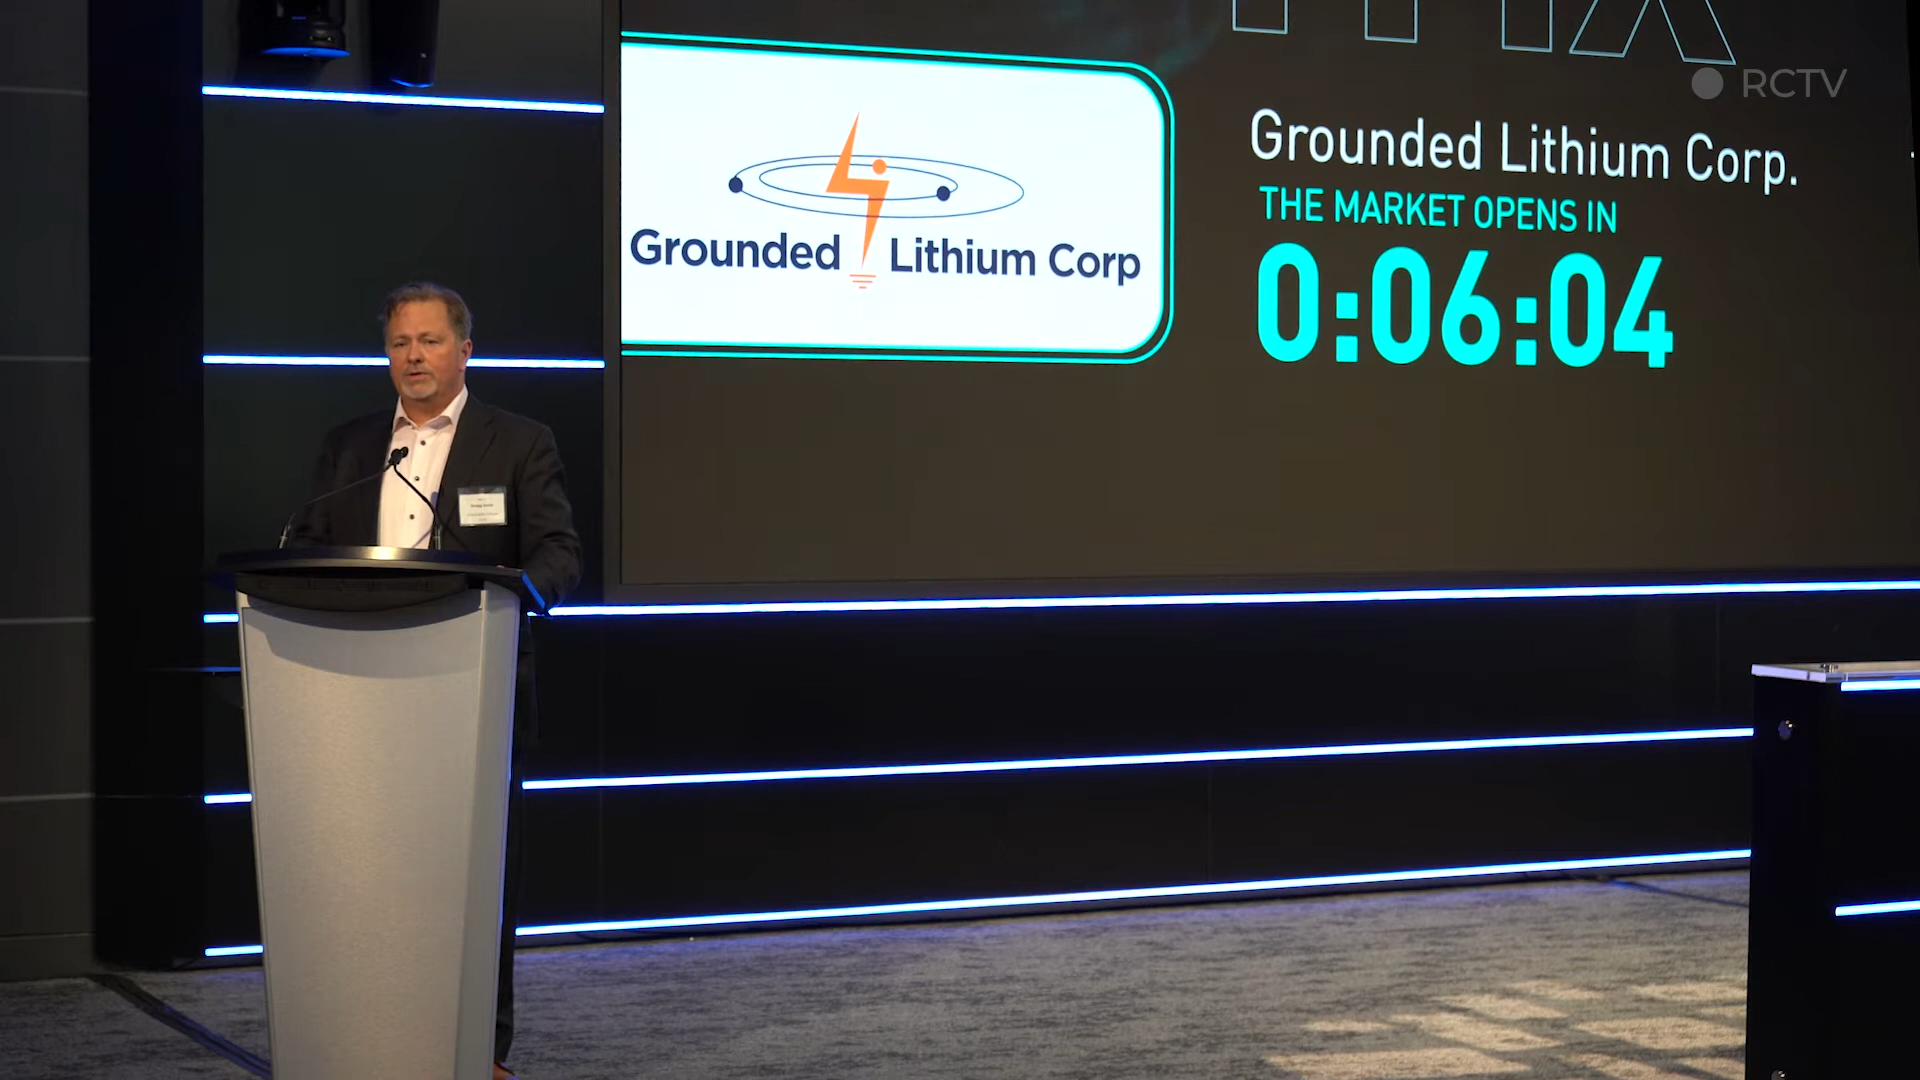 RCTV
Grounded Lithium Corp
Grounded Lithium Corp.
THE MARKET OPENS IN
0:06:04